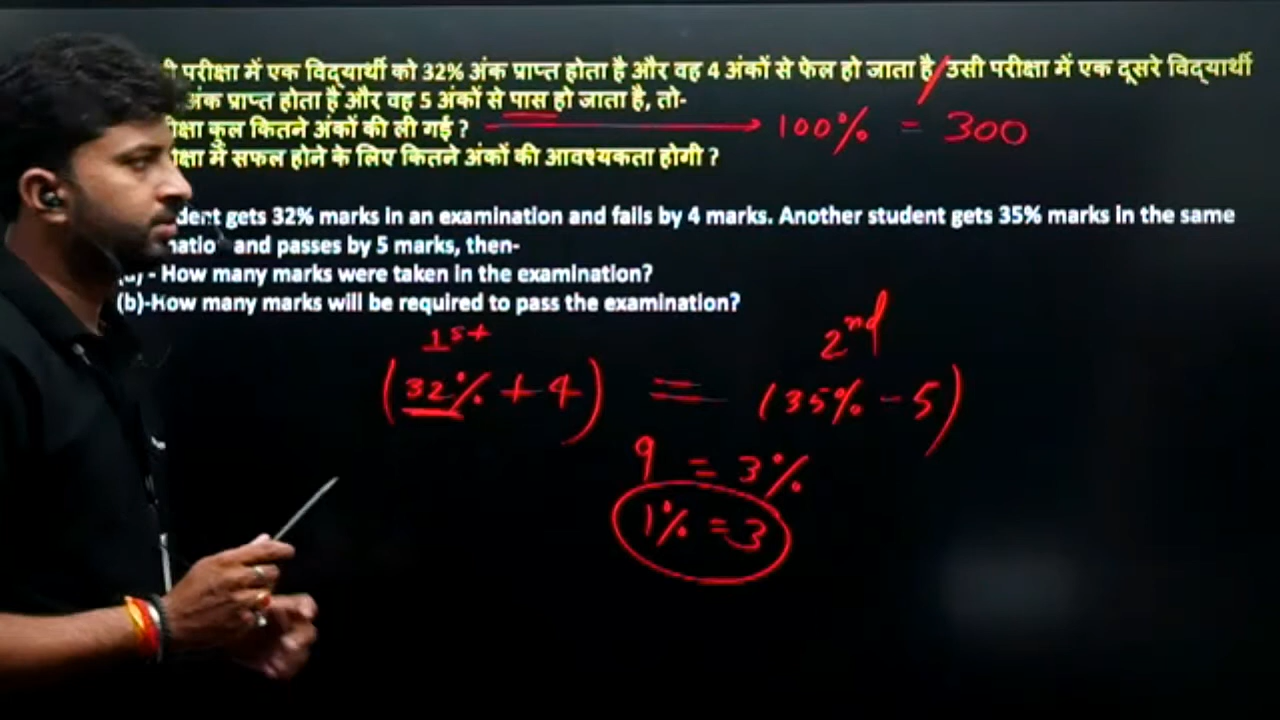 परीक्षा में एक विद्यार्थी को 32% अंक प्राप्त होता है और वह 4 अंकों से फेल हो जाता है, उसी परीक्षा में एक दूसरे विद्यार्थी
अंक प्राप्त होता है और वह 5 अंकों से पास हो जाता है, तो-
कुल कितने अंकों की ली गई ? 100% = 300
में सफल होने के लिए कितने अंकों की आवश्यकता होगी ?
gets 32% marks in an examination and fails by 4 marks. Another student gets 35% marks in the same
and passes by 5 marks, then-
- How many marks were taken in the examination?
(b)-How many marks will be required to pass the examination?
1st 2nd
(32% + 4) = (35% - 5)
9 = 3%
1% = 3